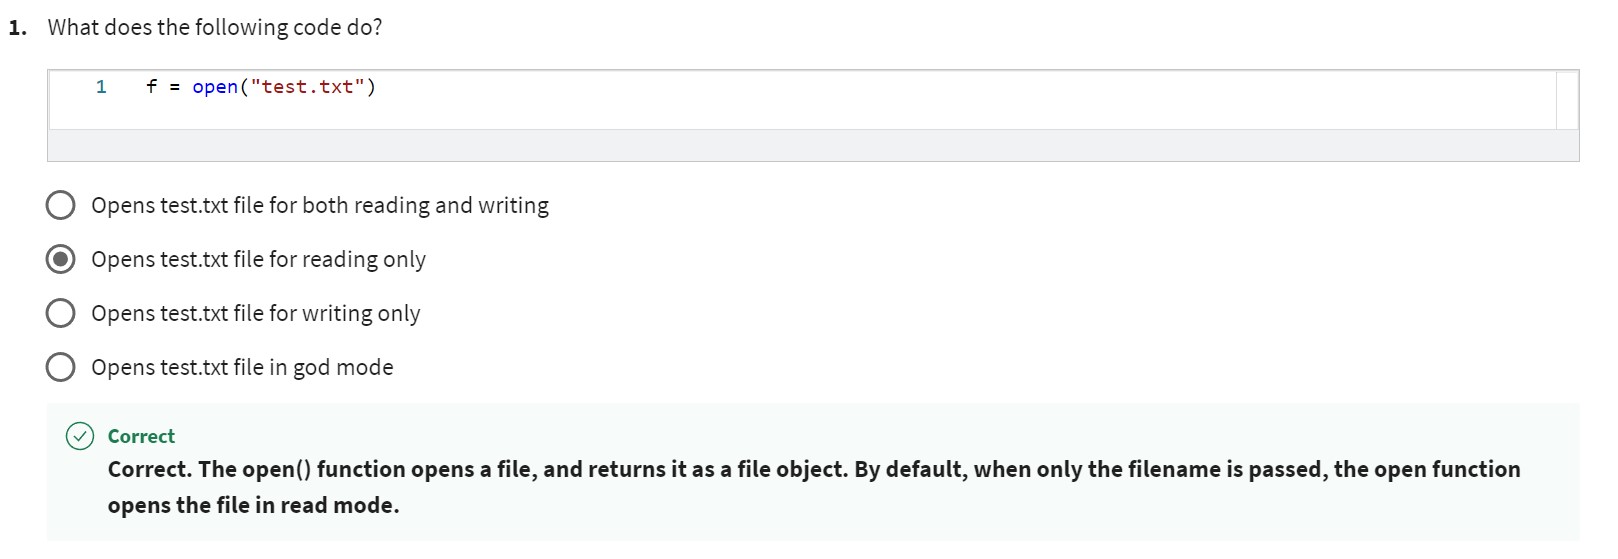 1. What does the following code do?
1 f = open("test.txt")
Opens test.txt file for both reading and writing
Opens test.txt file for reading only
Opens test.txt file for writing only
Opens test.txt file in god mode
Correct
Correct. The open() function opens a file, and returns it as a file object. By default, when only the filename is passed, the open function
opens the file in read mode.